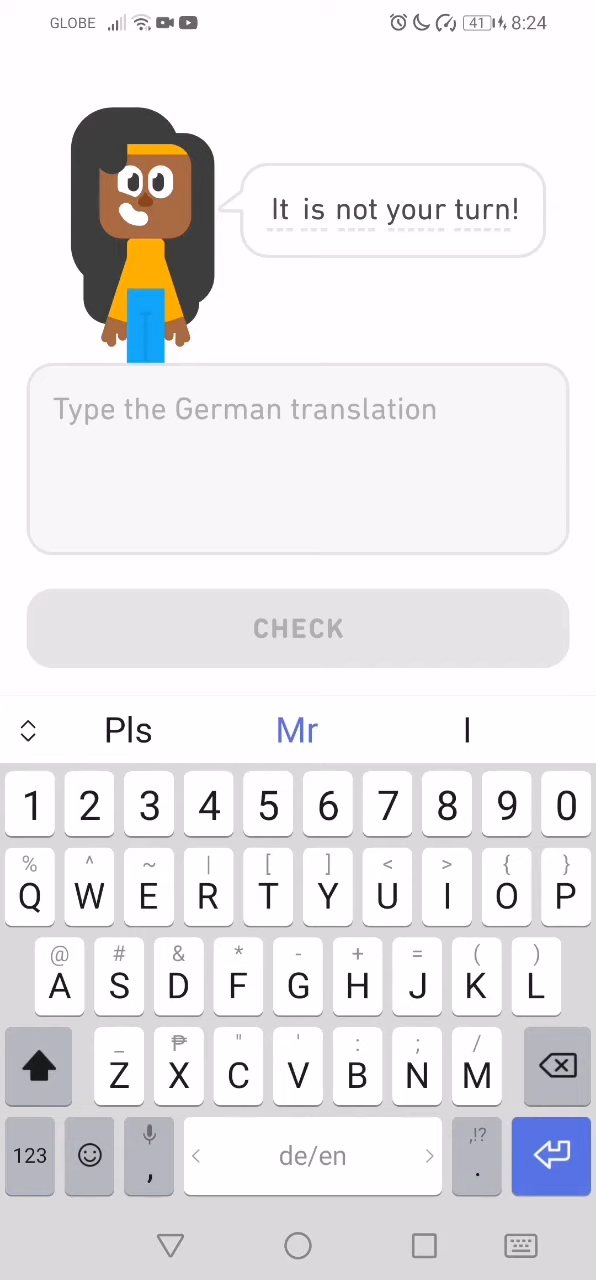 GLOBE 41 8:24
It is not your turn!
Type the German translation
CHECK
Pls Mr I
1 2 3 4 5 6 7 8 9 0
% ^ ~ | [ ] < > { }
Q W E R T Y U I O P
@ # & * - + = ( )
A S D F G H J K L
_ ₱ " ' : ; /
Z X C V B N M
123 , < de/en > ,!? .